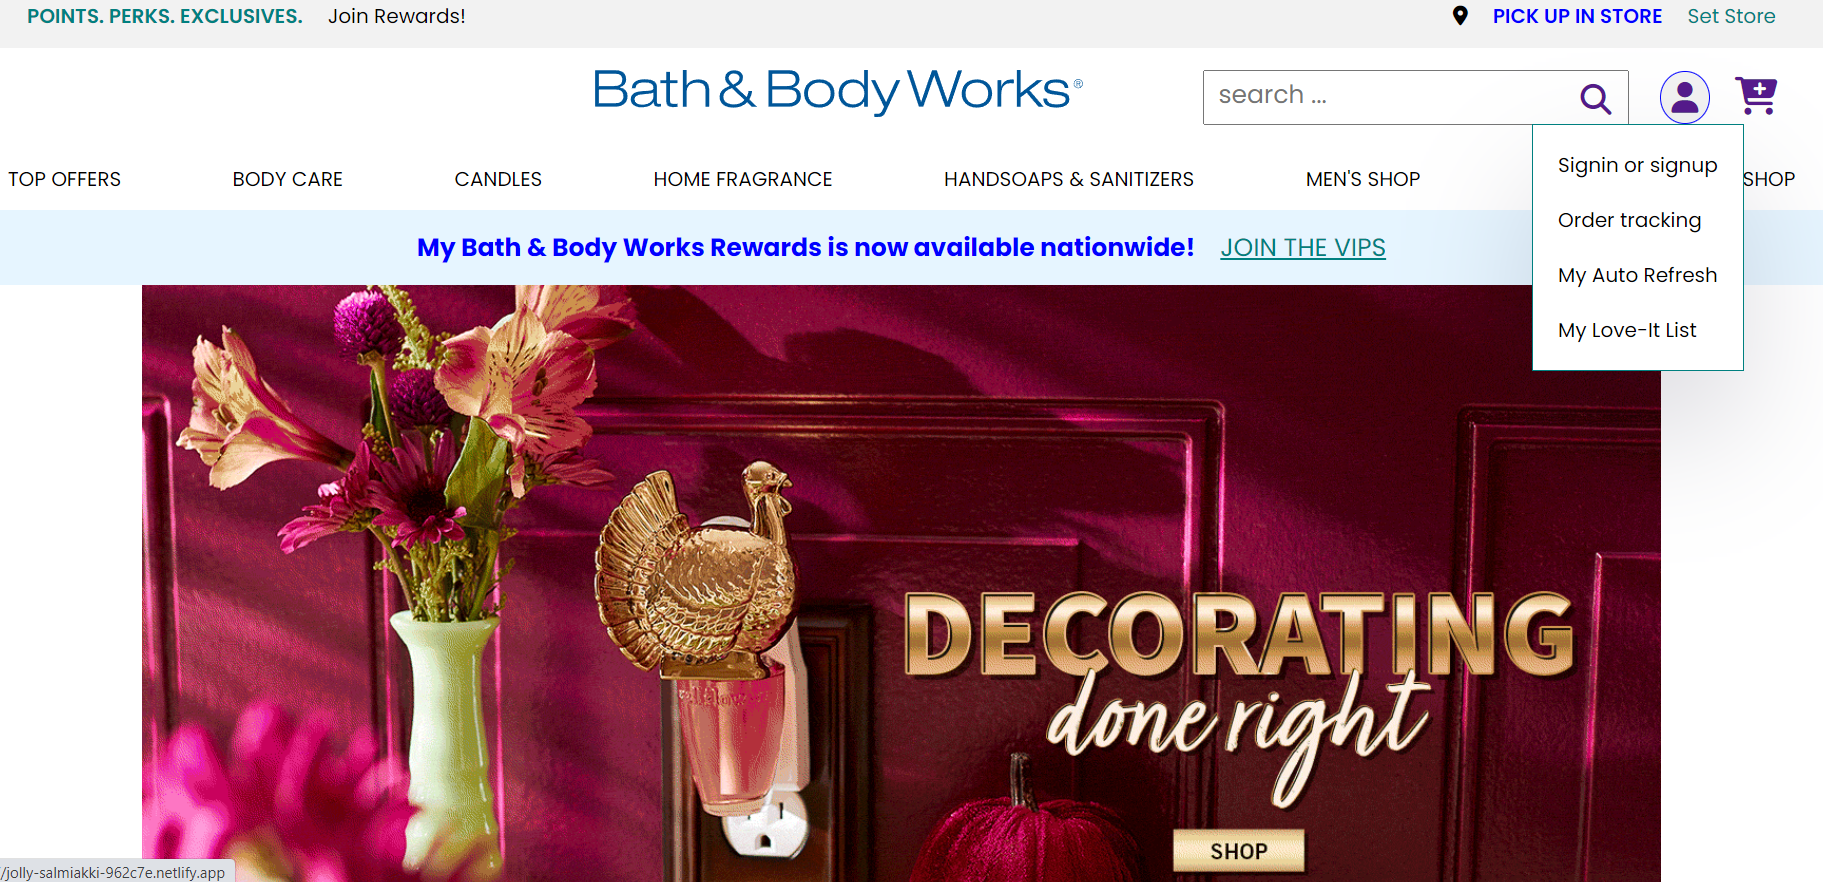 POINTS. PERKS. EXCLUSIVES. Join Rewards! PICK UP IN STORE Set Store
Bath & Body Works®
search ...
Signin or signup
Order tracking
My Auto Refresh
My Love-It List
TOP OFFERS BODY CARE CANDLES HOME FRAGRANCE HANDSOAPS & SANITIZERS MEN'S SHOP SHOP
My Bath & Body Works Rewards is now available nationwide! JOIN THE VIPS
DECORATING
done right
SHOP
/jolly-salmiakki-962c7e.netlify.app